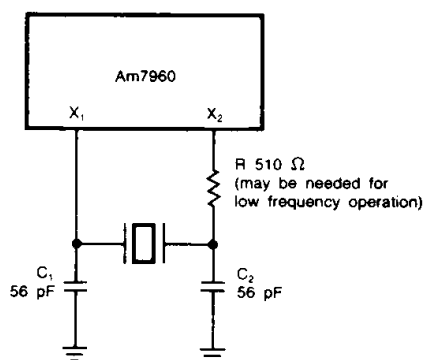 Am7960
X₁ X₂
R 510 Ω
(may be needed for
low frequency operation)
C₁
56 pF
C₂
56 pF